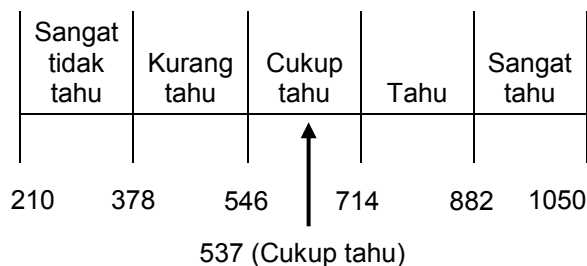 Sangat tidak tahu
Kurang tahu
Cukup tahu
Tahu
Sangat tahu
210 378 546 714 882 1050
537 (Cukup tahu)